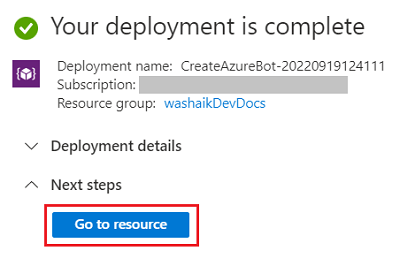 Your deployment is complete
Deployment name: CreateAzureBot-20220919124111
Subscription:
Resource group: washaikDevDocs
Deployment details
Next steps
Go to resource